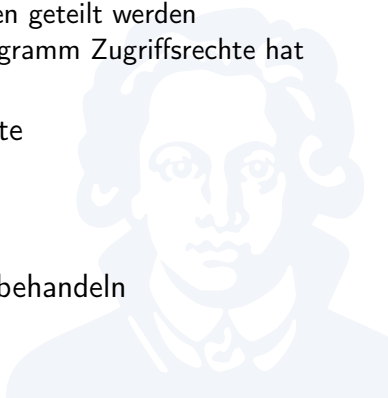 en geteilt werden
gramm Zugriffsrechte hat
te
behandeln